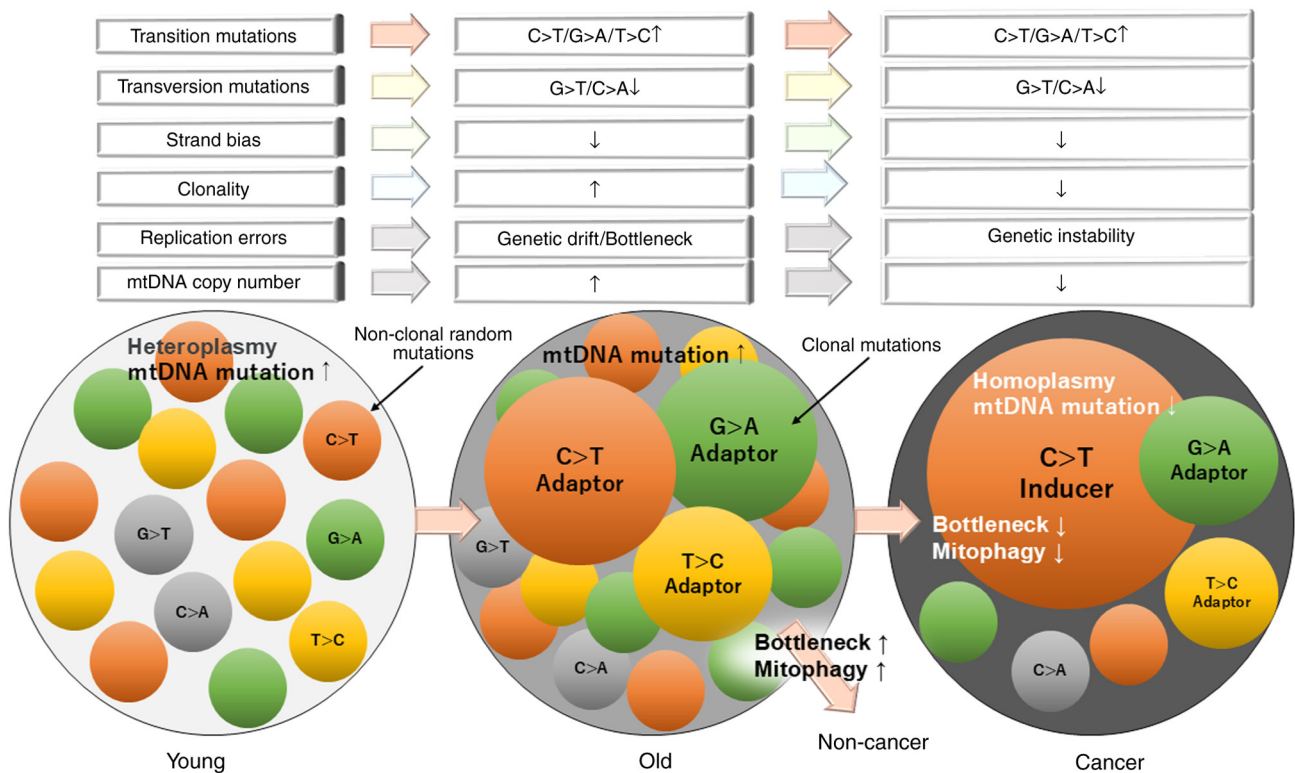 Transition mutations
C>T/G>A/T>C↑
C>T/G>A/T>C↑
Transversion mutations
G>T/C>A↓
G>T/C>A↓
Strand bias
↓
↓
Clonality
↑
↓
Replication errors
Genetic drift/Bottleneck
Genetic instability
mtDNA copy number
↑
↓
Heteroplasmy
mtDNA mutation ↑
Non-clonal random
mutations
C>T
G>T
G>A
C>A
T>C
Young
mtDNA mutation ↑
Clonal mutations
C>T
Adaptor
G>A
Adaptor
G>T
T>C
Adaptor
C>A
Bottleneck ↑
Mitophagy ↑
Non-cancer
Old
Homoplasmy
mtDNA mutation ↓
C>T
Inducer
G>A
Adaptor
Bottleneck ↓
Mitophagy ↓
T>C
Adaptor
C>A
Cancer